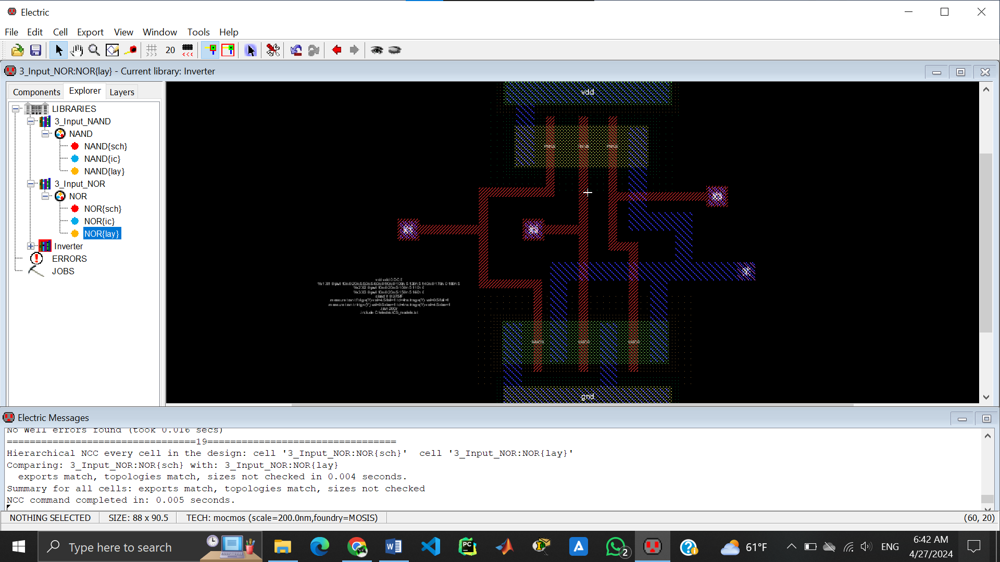 Electric
File Edit Cell Export View Window Tools Help
20
3_Input_NOR:NOR{lay} - Current library: Inverter
Components Explorer Layers
LIBRARIES
3_Input_NAND
NAND
NAND{sch}
NAND{ic}
NAND{lay}
3_Input_NOR
NOR
NOR{sch}
NOR{ic}
NOR{lay}
Inverter
ERRORS
JOBS
vdd
X3
X1
X2
Y
gnd
Electric Messages
No Well errors found (took 0.016 secs)
=================================19=================================
Hierarchical NCC every cell in the design: cell '3_Input_NOR:NOR{sch}'  cell '3_Input_NOR:NOR{lay}'
Comparing: 3_Input_NOR:NOR{sch} with: 3_Input_NOR:NOR{lay}
exports match, topologies match, sizes not checked in 0.004 seconds.
Summary for all cells: exports match, topologies match, sizes not checked
NCC command completed in: 0.005 seconds.
NOTHING SELECTED SIZE: 88 x 90.5 TECH: mocmos (scale=200.0nm,foundry=MOSIS) (60, 20)
Type here to search
PC
A
2
61°F
ENG
6:42 AM
4/27/2024